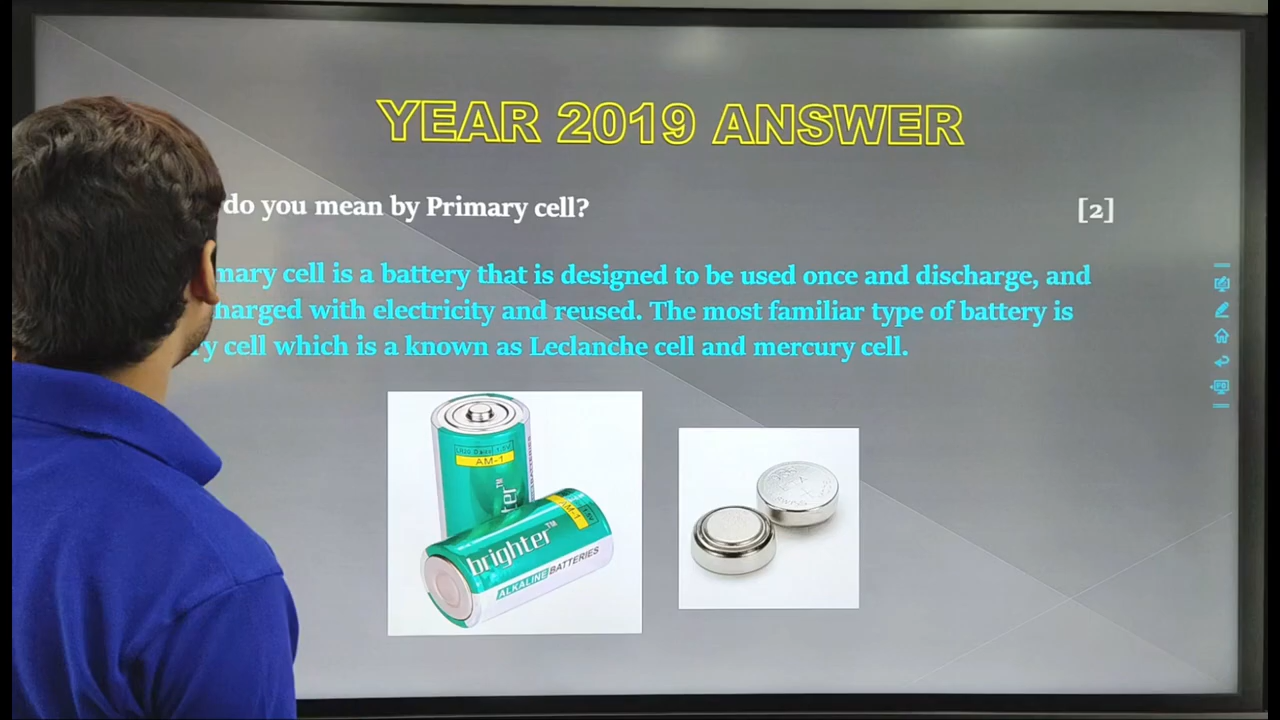 YEAR 2019 ANSWER
do you mean by Primary cell? [2]
mary cell is a battery that is designed to be used once and discharge, and
harged with electricity and reused. The most familiar type of battery is
ry cell which is a known as Leclanche cell and mercury cell.
AM-1
brighter™
ALKALINE BATTERIES